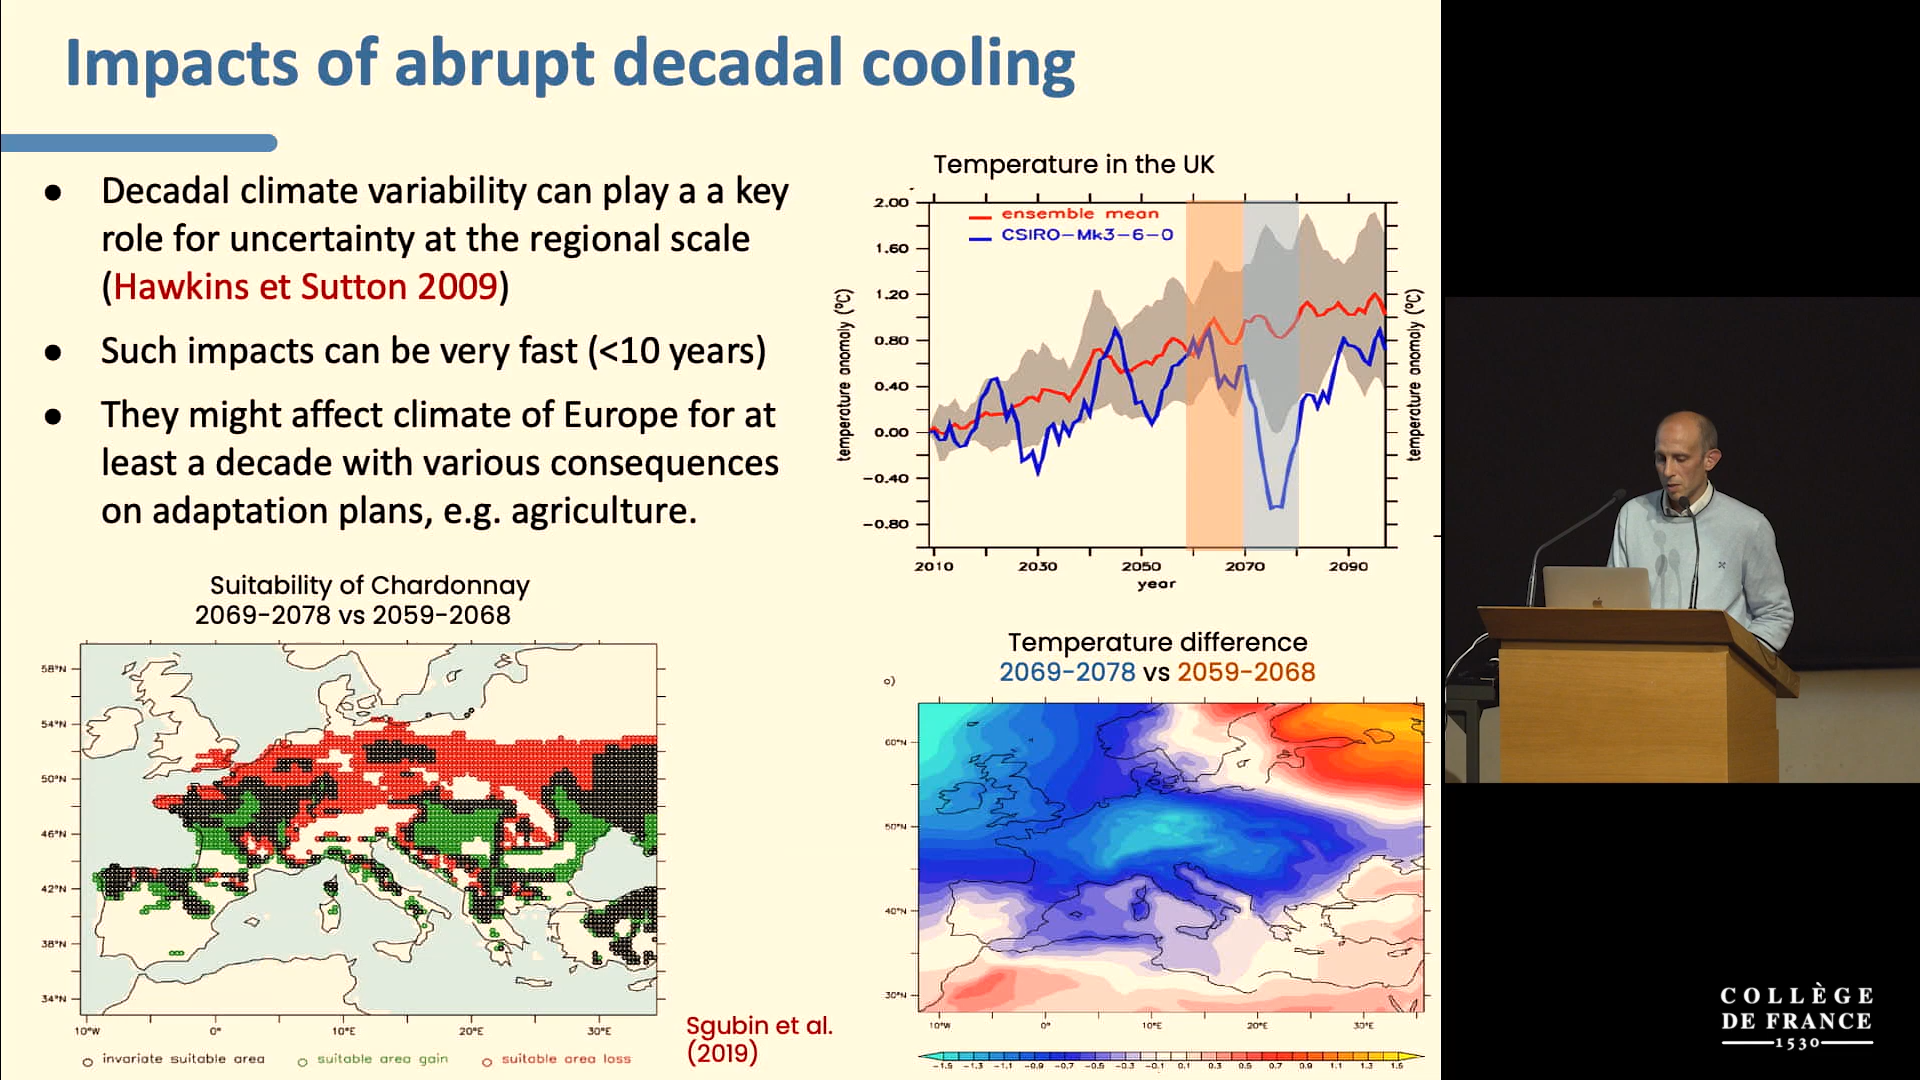 Impacts of abrupt decadal cooling
● Decadal climate variability can play a a key
role for uncertainty at the regional scale
(Hawkins et Sutton 2009)
● Such impacts can be very fast (<10 years)
● They might affect climate of Europe for at
least a decade with various consequences
on adaptation plans, e.g. agriculture.
Temperature in the UK
ensemble mean
CSIRO-Mk3-6-0
2.00
1.60
1.20
0.80
0.40
0.00
-0.40
-0.80
temperature anomaly (°C)
temperature anomaly (°C)
2010 2030 2050 2070 2090
year
Suitability of Chardonnay
2069-2078 vs 2059-2068
58°N
54°N
50°N
46°N
42°N
38°N
34°N
10°W 0° 10°E 20°E 30°E
invariate suitable area suitable area gain suitable area loss
Sgubin et al.
(2019)
Temperature difference
2069-2078 vs 2059-2068
c)
60°N
50°N
40°N
30°N
10°W 0° 10°E 20°E 30°E
-1.5 -1.3 -1.1 -0.9 -0.7 -0.5 -0.3 -0.1 0.1 0.3 0.5 0.7 0.9 1.1 1.3 1.5
COLLÈGE
DE FRANCE
1530